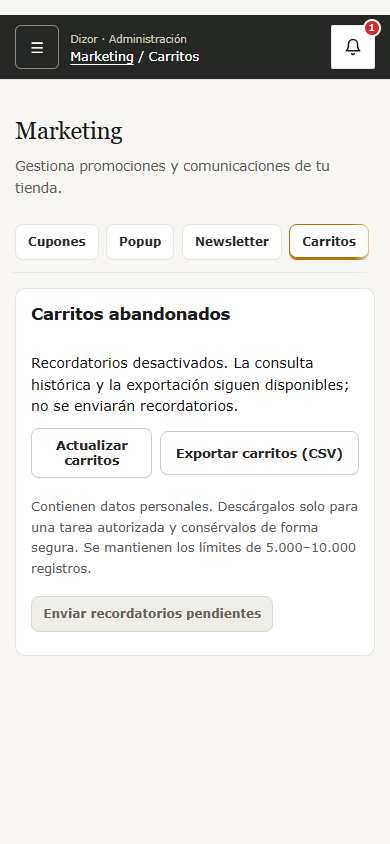 ☰
Dizor · Administración
Marketing / Carritos
1
Marketing
Gestiona promociones y comunicaciones de tu
tienda.
Cupones
Popup
Newsletter
Carritos
Carritos abandonados
Recordatorios desactivados. La consulta
histórica y la exportación siguen disponibles;
no se enviarán recordatorios.
Actualizar
carritos
Exportar carritos (CSV)
Contienen datos personales. Descárgalos solo para
una tarea autorizada y consérvalos de forma
segura. Se mantienen los límites de 5.000–10.000
registros.
Enviar recordatorios pendientes